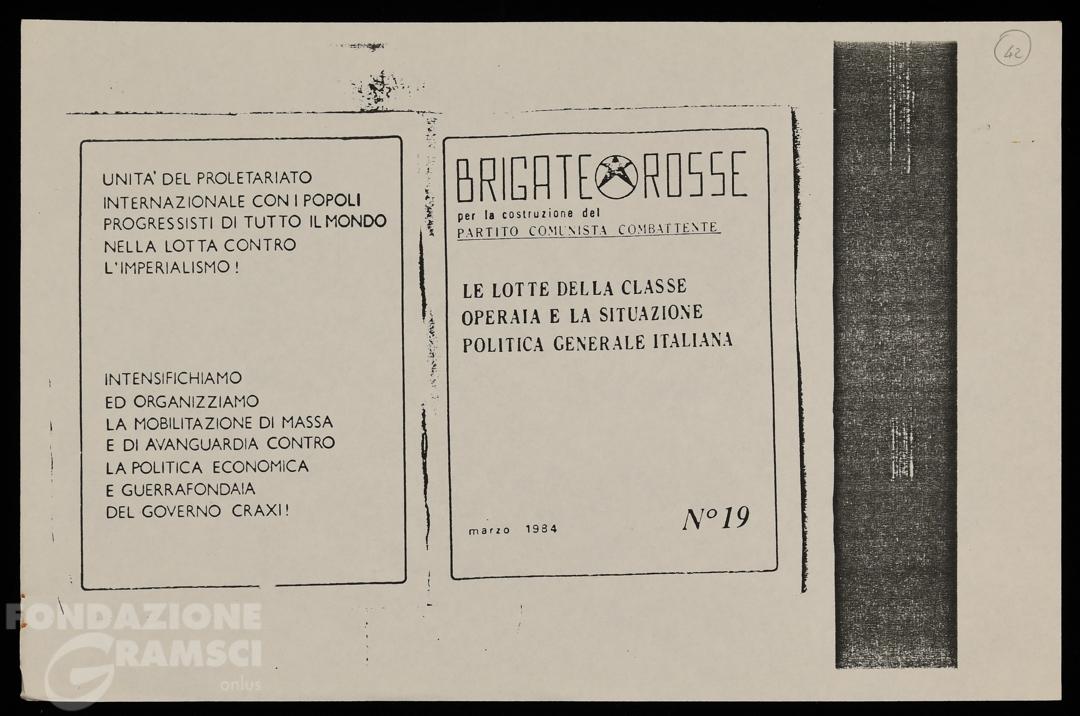 42
UNITA' DEL PROLETARIATO
INTERNAZIONALE CON I POPOLI
PROGRESSISTI DI TUTTO IL MONDO
NELLA LOTTA CONTRO
L'IMPERIALISMO!
INTENSIFICHIAMO
ED ORGANIZZIAMO
LA MOBILITAZIONE DI MASSA
E DI AVANGUARDIA CONTRO
LA POLITICA ECONOMICA
E GUERRAFONDAIA
DEL GOVERNO CRAXI!
BRIGATE ROSSE
per la costruzione del
PARTITO COMUNISTA COMBATTENTE
LE LOTTE DELLA CLASSE
OPERAIA E LA SITUAZIONE
POLITICA GENERALE ITALIANA
marzo 1984
Nº 19
FONDAZIONE
GRAMSCI
onlus